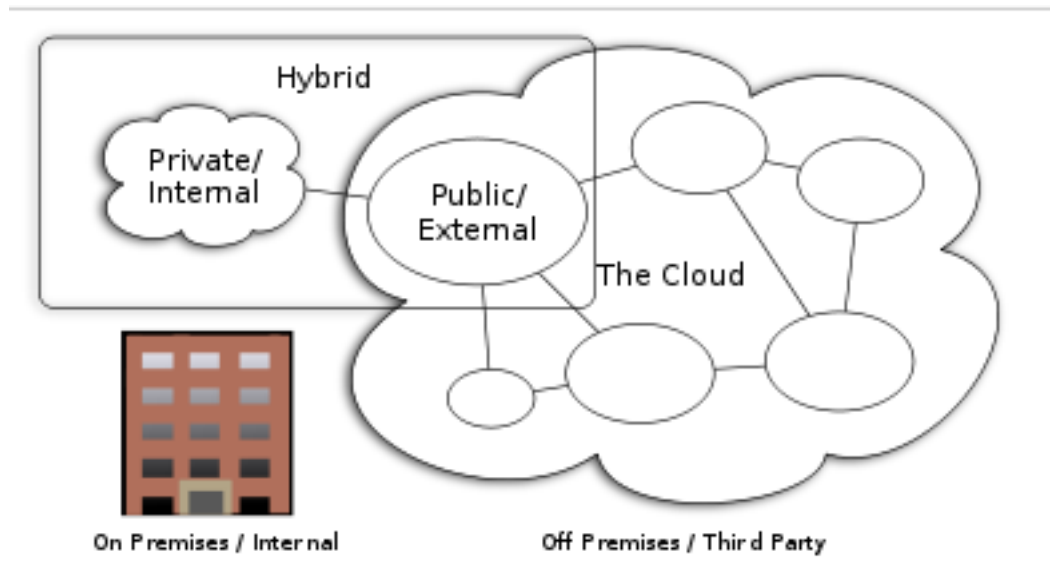 Hybrid
Private/
Internal
Public/
External
The Cloud
On Premises / Internal
Off Premises / Third Party